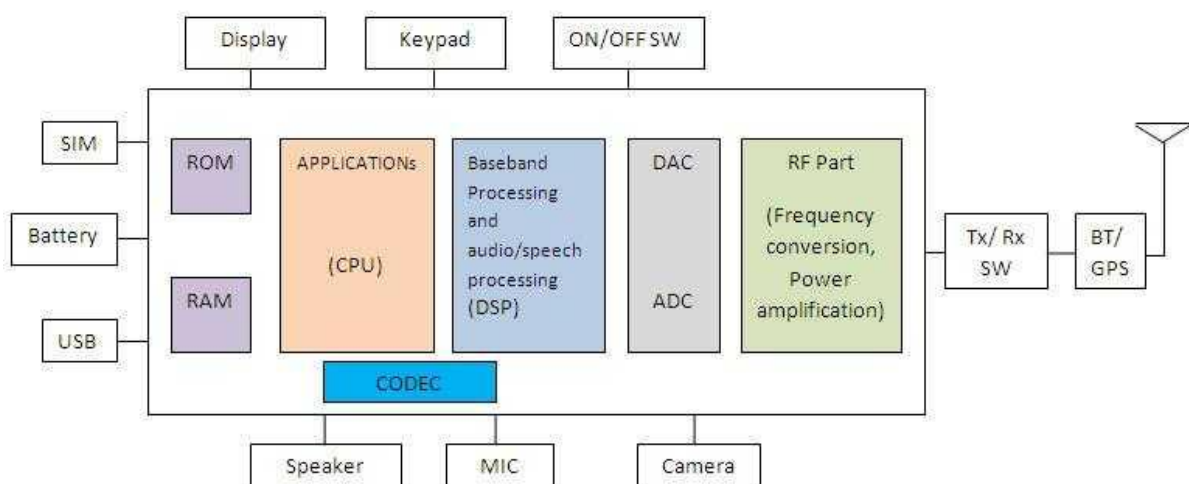 Display
Keypad
ON/OFF SW
SIM
Battery
USB
ROM
RAM
APPLICATIONs
(CPU)
Baseband
Processing
and
audio/speech
processing
(DSP)
DAC
ADC
RF Part
(Frequency
conversion,
Power
amplification)
Tx/ Rx
SW
BT/
GPS
CODEC
Speaker
MIC
Camera